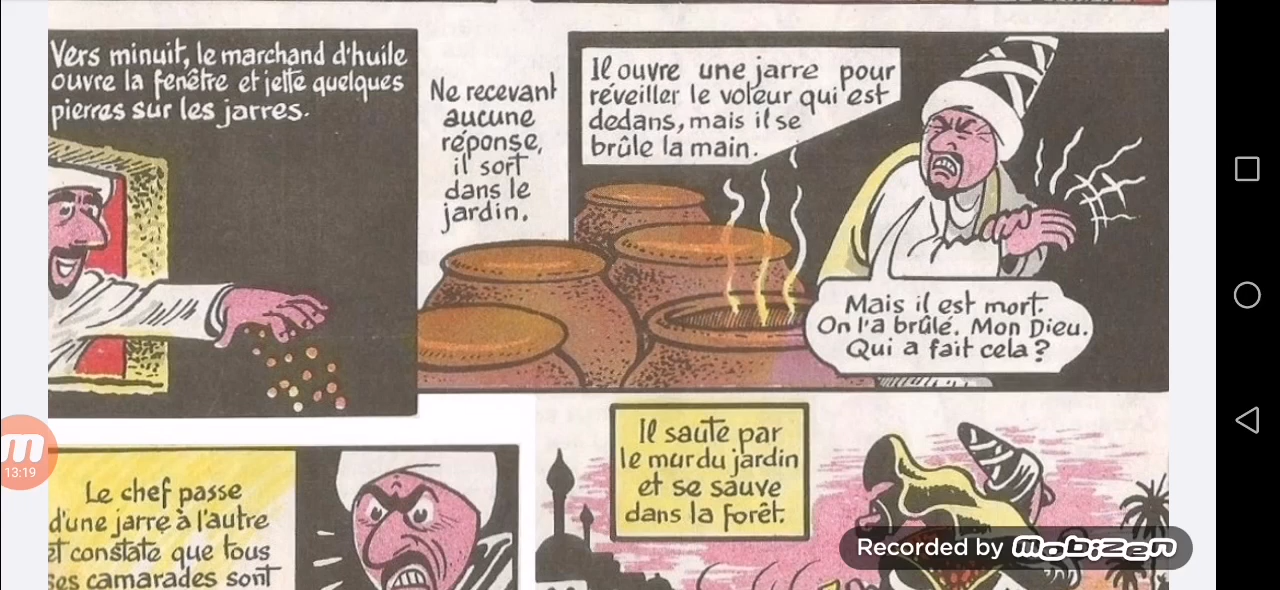 Vers minuit, le marchand d'huile
ouvre la fenêtre et jette quelques
pierres sur les jarres.
Ne recevant
aucune
réponse,
il sort
dans le
jardin.
Il ouvre une jarre pour
réveiller le voleur qui est
dedans, mais il se
brûle la main.
Mais il est mort.
On l'a brûlé. Mon Dieu.
Qui a fait cela?
Le chef passe
d'une jarre à l'autre
et constate que tous
ses camarades sont
Il saute par
le mur du jardin
et se sauve
dans la forêt.
13:19
Recorded by mobizen